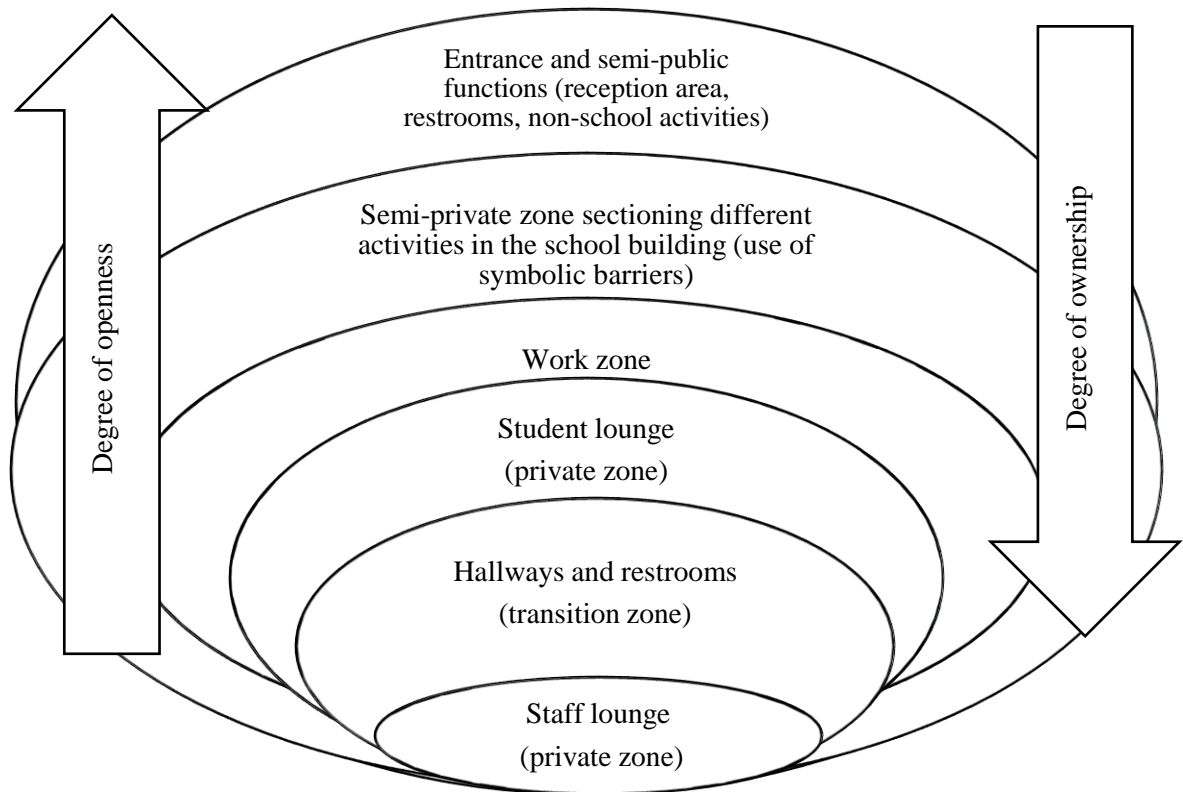 Entrance and semi-public
functions (reception area,
restrooms, non-school activities)
Semi-private zone sectioning different
activities in the school building (use of
symbolic barriers)
Work zone
Student lounge
(private zone)
Hallways and restrooms
(transition zone)
Staff lounge
(private zone)
Degree of openness
Degree of ownership